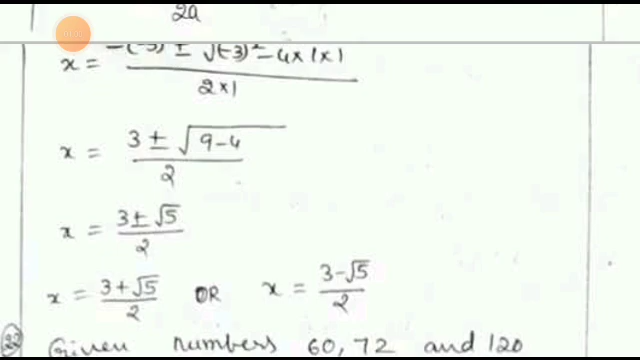 2a
x = -(-3) ± √(-3)² - 4×1×1 / 2×1
x = 3 ± √9-4 / 2
x = 3 ± √5 / 2
x = 3 + √5 / 2 OR x = 3 - √5 / 2
22 Given numbers 60, 72 and 120